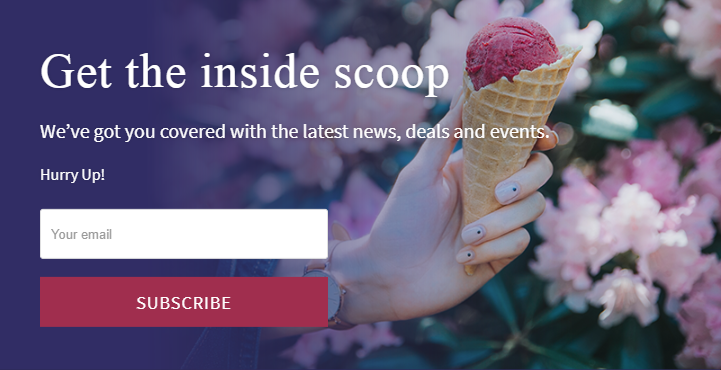 Get the inside scoop
We’ve got you covered with the latest news, deals and events.
Hurry Up!
Your email
SUBSCRIBE